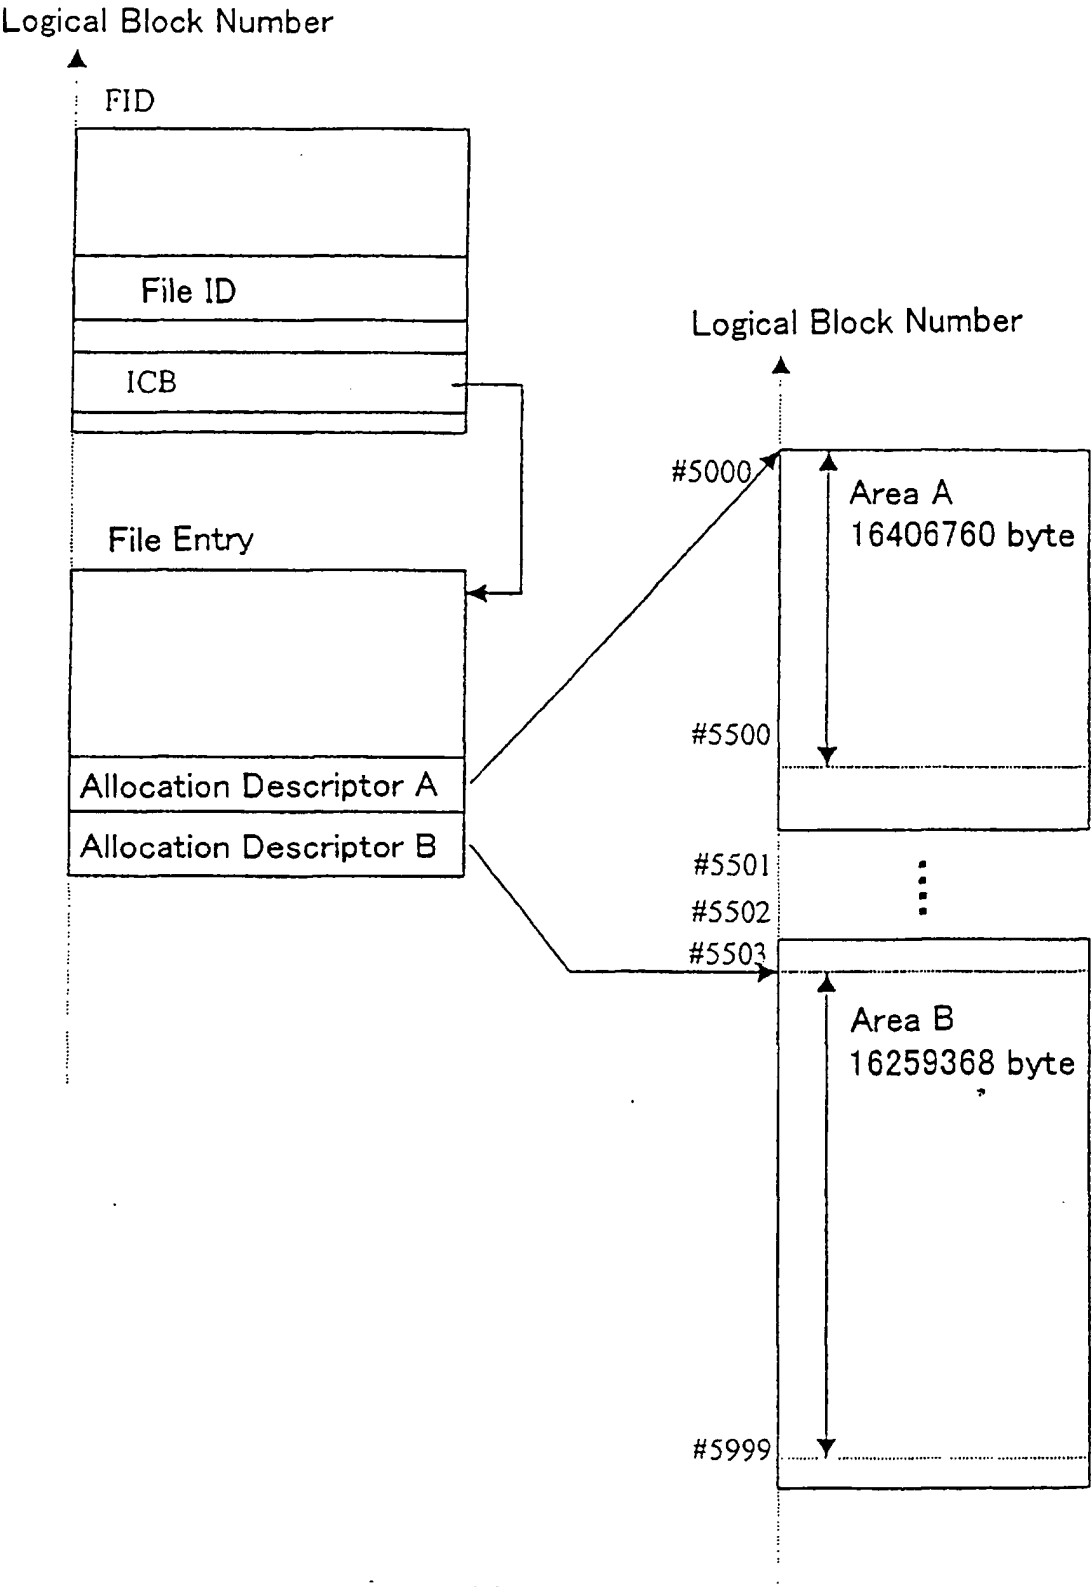 Logical Block Number
FID
File ID
ICB
File Entry
Allocation Descriptor A
Allocation Descriptor B
Logical Block Number
#5000
Area A
16406760 byte
#5500
#5501
#5502
#5503
Area B
16259368 byte
#5999